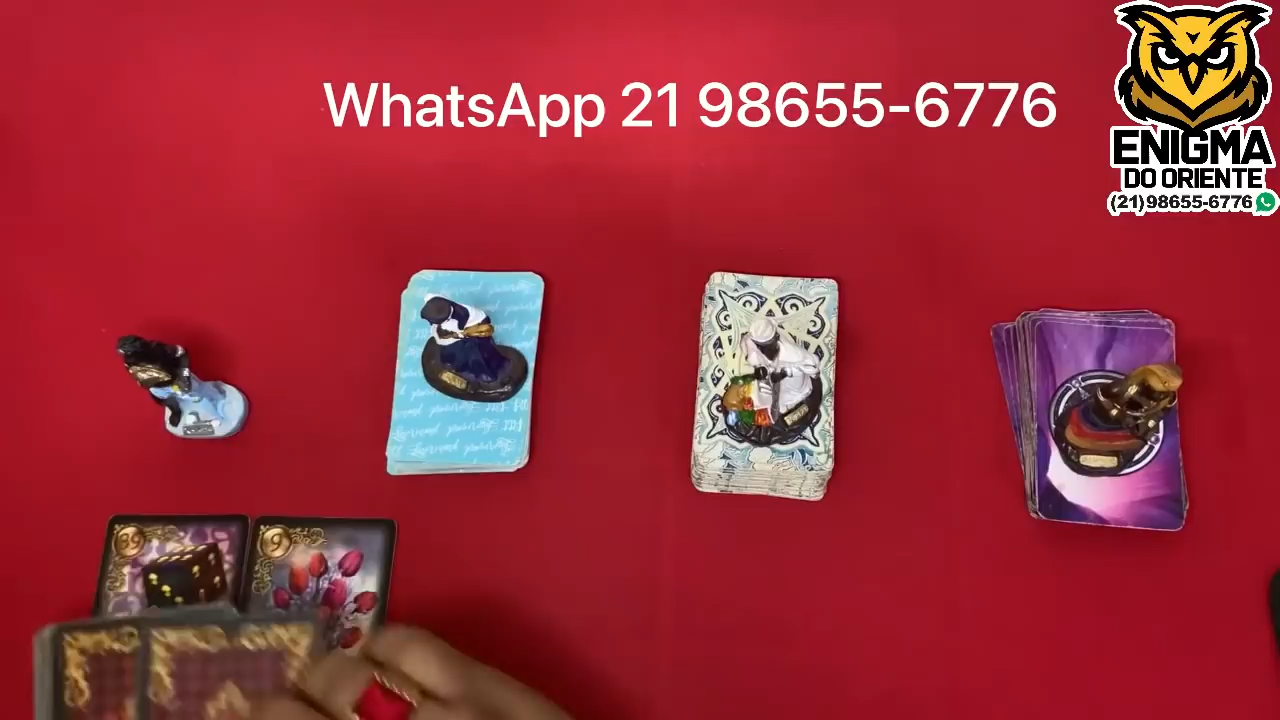 WhatsApp 21 98655-6776
ENIGMA
DO ORIENTE
(21)98655-6776
39
9